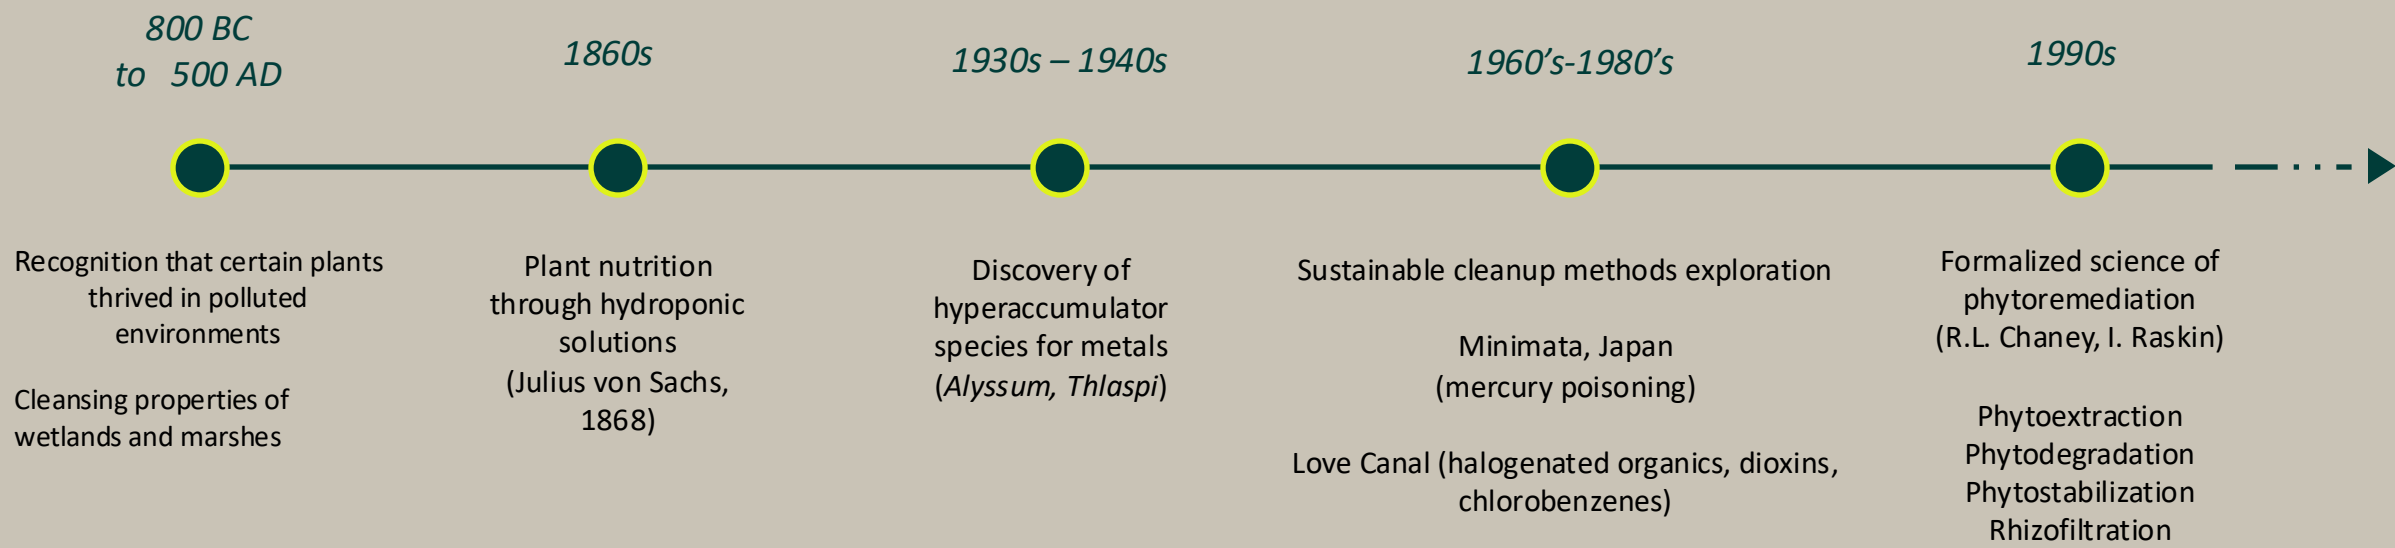 800 BC
to 500 AD
Recognition that certain plants
thrived in polluted
environments
Cleansing properties of
wetlands and marshes
1860s
Plant nutrition
through hydroponic
solutions
(Julius von Sachs,
1868)
1930s – 1940s
Discovery of
hyperaccumulator
species for metals
(Alyssum, Thlaspi)
1960’s-1980’s
Sustainable cleanup methods exploration
Minimata, Japan
(mercury poisoning)
Love Canal (halogenated organics, dioxins,
chlorobenzenes)
1990s
Formalized science of
phytoremediation
(R.L. Chaney, I. Raskin)
Phytoextraction
Phytodegradation
Phytostabilization
Rhizofiltration